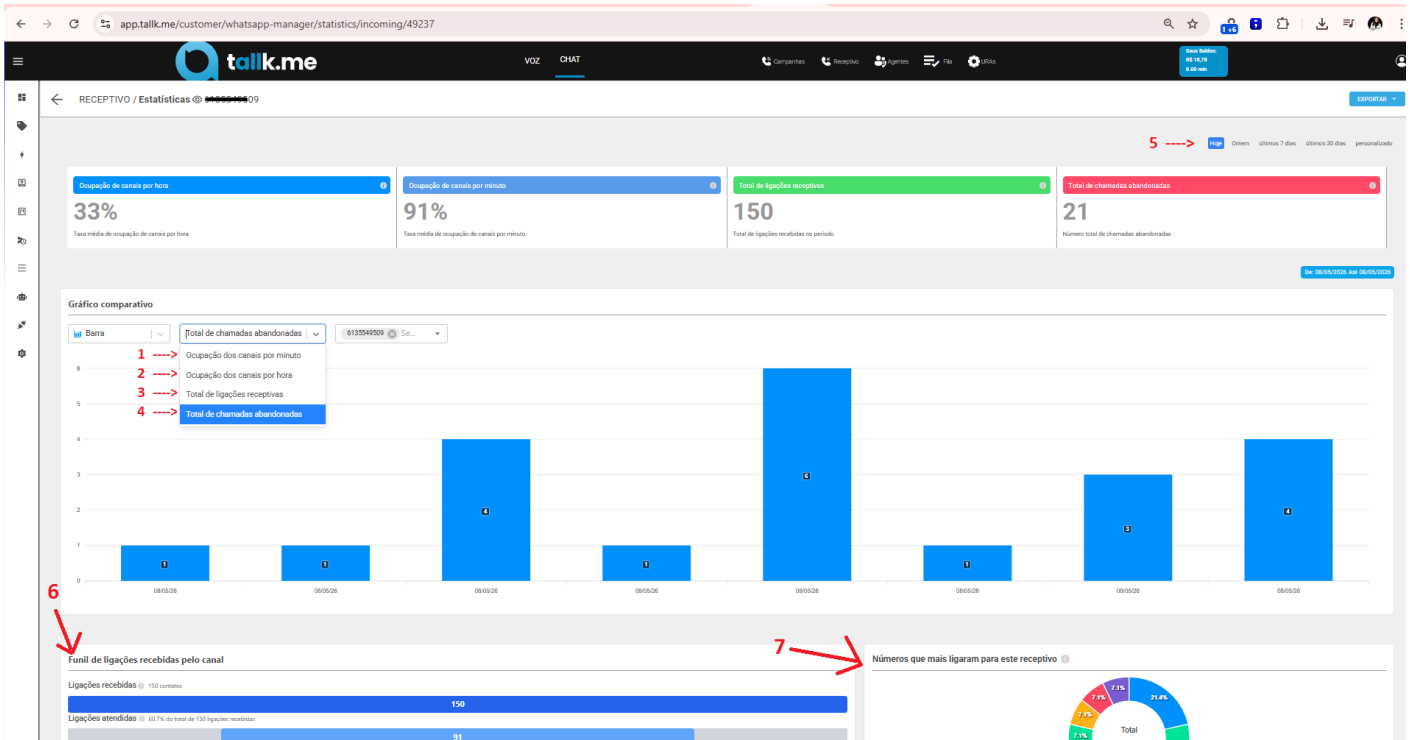 app.tallk.me/customer/whatsapp-manager/statistics/incoming/49237
1 +6
tallk.me
VOZ CHAT
Campanhas Receptivo Agentes Fila URAs
Seus Saldos:
R$ 18,78
0.00 min
RECEPTIVO / Estatísticas 09
EXPORTAR
5 ----> Hoje Ontem últimos 7 dias últimos 30 dias personalizado
Ocupação de canais por hora
33%
Taxa média de ocupação de canais por hora
Ocupação de canais por minuto
91%
Taxa média de ocupação de canais por minuto
Total de ligações receptivas
150
Total de ligações recebidas no período.
Total de chamadas abandonadas
21
Número total de chamadas abandonadas
De: 08/05/2026 Até 08/05/2026
Gráfico comparativo
Barra Total de chamadas abandonadas 6135549509 Se...
1 ----> Ocupação dos canais por minuto
2 ----> Ocupação dos canais por hora
3 ----> Total de ligações receptivas
4 ----> Total de chamadas abandonadas
6
5
4
3
2
1
0
1 1 4 1 6 1 3 4
08/05/26 08/05/26 08/05/26 08/05/26 08/05/26 08/05/26 08/05/26 08/05/26
6
Funil de ligações recebidas pelo canal
Ligações recebidas 150 contatos
150
Ligações atendidas 60.7% do total de 150 ligações recebidas
91
7
Números que mais ligaram para este receptivo
7.1% 21.4%
7.1%
7.1%
7.1%
Total